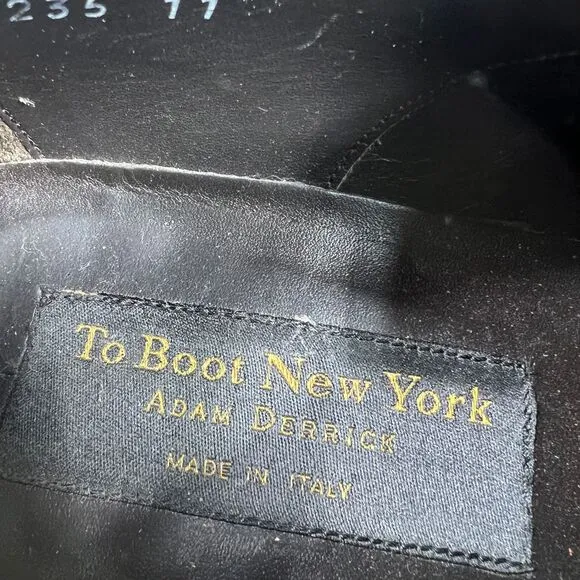 235 11
To Boot New York
ADAM DERRICK
MADE IN ITALY